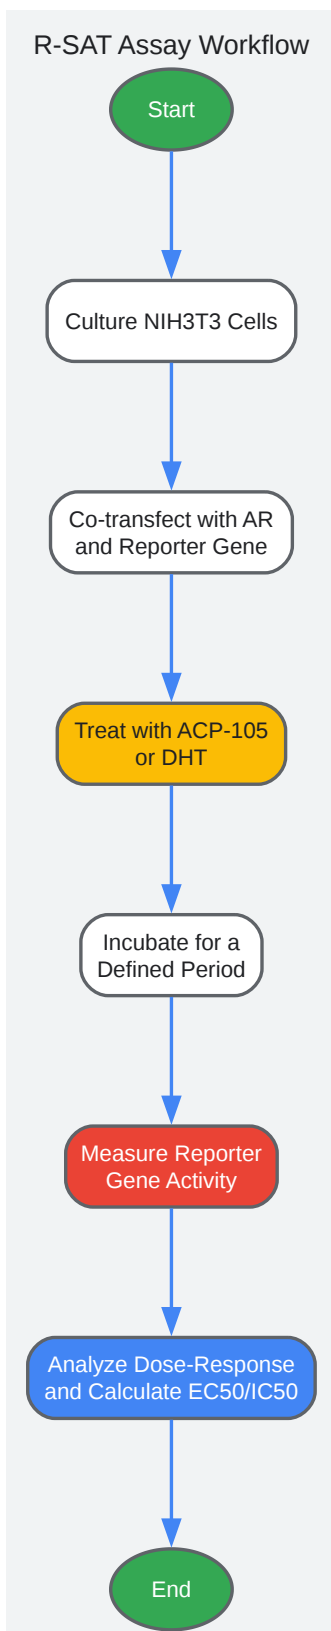 R-SAT Assay Workflow
Start
Culture NIH3T3 Cells
Co-transfect with AR
and Reporter Gene
Treat with ACP-105
or DHT
Incubate for a
Defined Period
Measure Reporter
Gene Activity
Analyze Dose-Response
and Calculate EC50/IC50
End